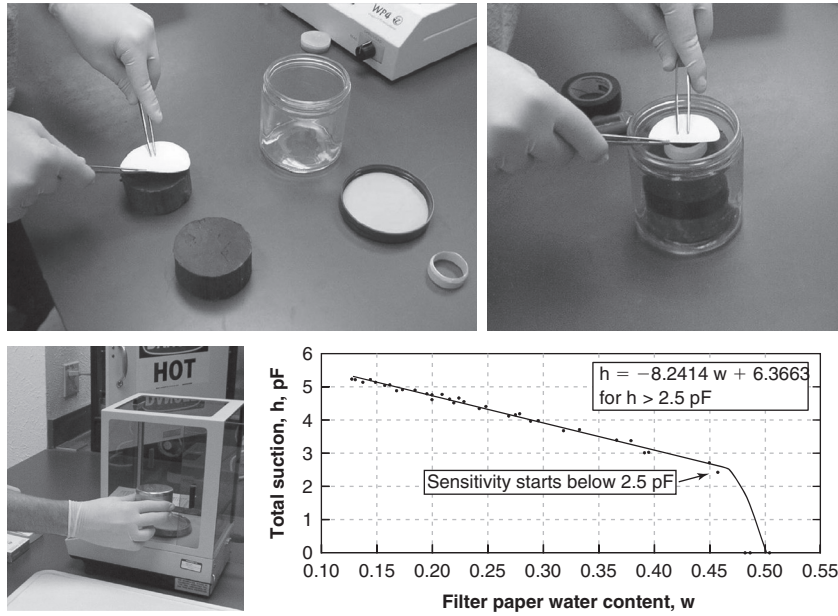 WPd
HOT
h = −8.2414 w + 6.3663
for h > 2.5 pF
Sensitivity starts below 2.5 pF
Total suction, h, pF
6
5
4
3
2
1
0
0.10 0.15 0.20 0.25 0.30 0.35 0.40 0.45 0.50 0.55
Filter paper water content, w